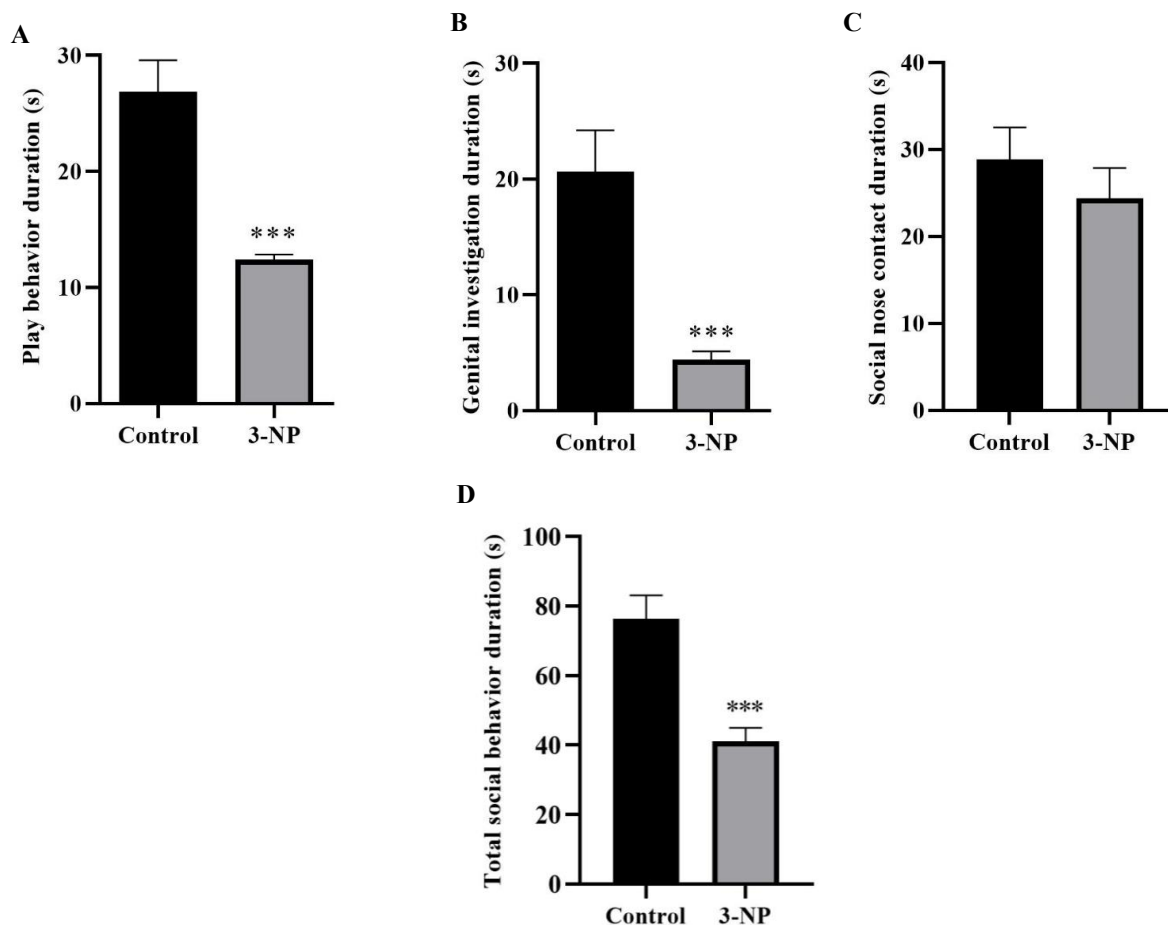 A
Play behavior duration (s)
30
20
10
0
***
Control
3-NP
B
Genital investigation duration (s)
30
20
10
0
***
Control
3-NP
C
Social nose contact duration (s)
40
30
20
10
0
Control
3-NP
D
Total social behavior duration (s)
100
80
60
40
20
0
***
Control
3-NP